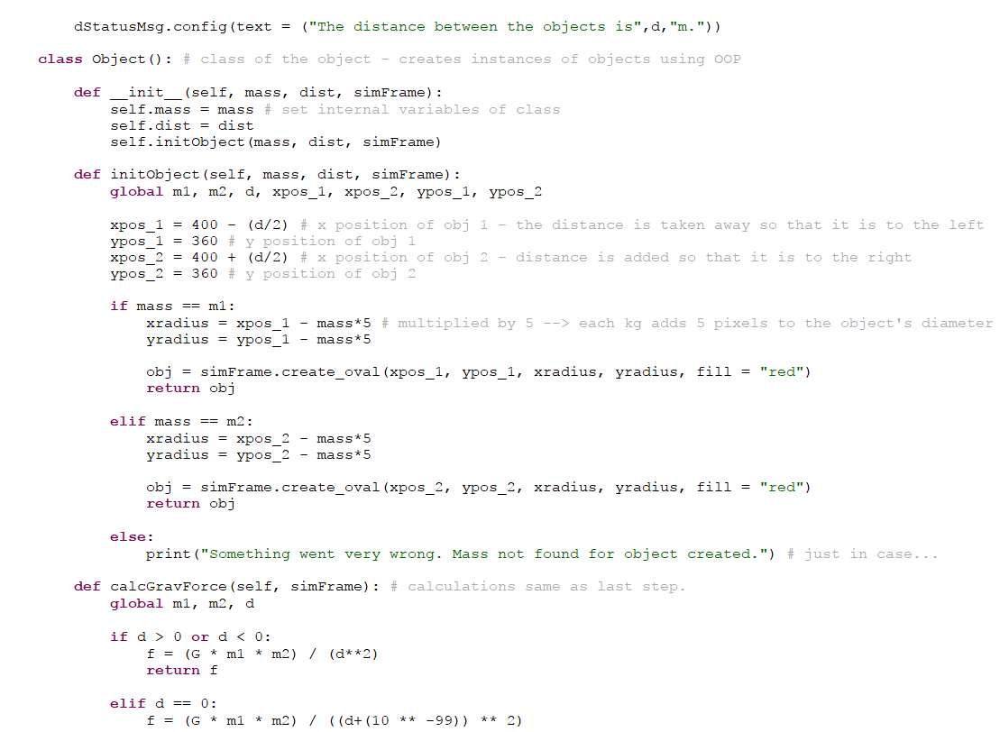 dStatusMsg.config(text = ("The distance between the objects is",d,"m."))
class Object(): # class of the object - creates instances of objects using OOP
def __init__(self, mass, dist, simFrame):
self.mass = mass # set internal variables of class
self.dist = dist
self.initObject(mass, dist, simFrame)
def initObject(self, mass, dist, simFrame):
global m1, m2, d, xpos_1, xpos_2, ypos_1, ypos_2
xpos_1 = 400 - (d/2) # x position of obj 1 - the distance is taken away so that it is to the left
ypos_1 = 360 # y position of obj 1
xpos_2 = 400 + (d/2) # x position of obj 2 - distance is added so that it is to the right
ypos_2 = 360 # y position of obj 2
if mass == m1:
xradius = xpos_1 - mass*5 # multiplied by 5 --> each kg adds 5 pixels to the object's diameter
yradius = ypos_1 - mass*5
obj = simFrame.create_oval(xpos_1, ypos_1, xradius, yradius, fill = "red")
return obj
elif mass == m2:
xradius = xpos_2 - mass*5
yradius = ypos_2 - mass*5
obj = simFrame.create_oval(xpos_2, ypos_2, xradius, yradius, fill = "red")
return obj
else:
print("Something went very wrong. Mass not found for object created.") # just in case...
def calcGravForce(self, simFrame): # calculations same as last step.
global m1, m2, d
if d > 0 or d < 0:
f = (G * m1 * m2) / (d**2)
return f
elif d == 0:
f = (G * m1 * m2) / ((d+(10 ** -99)) ** 2)